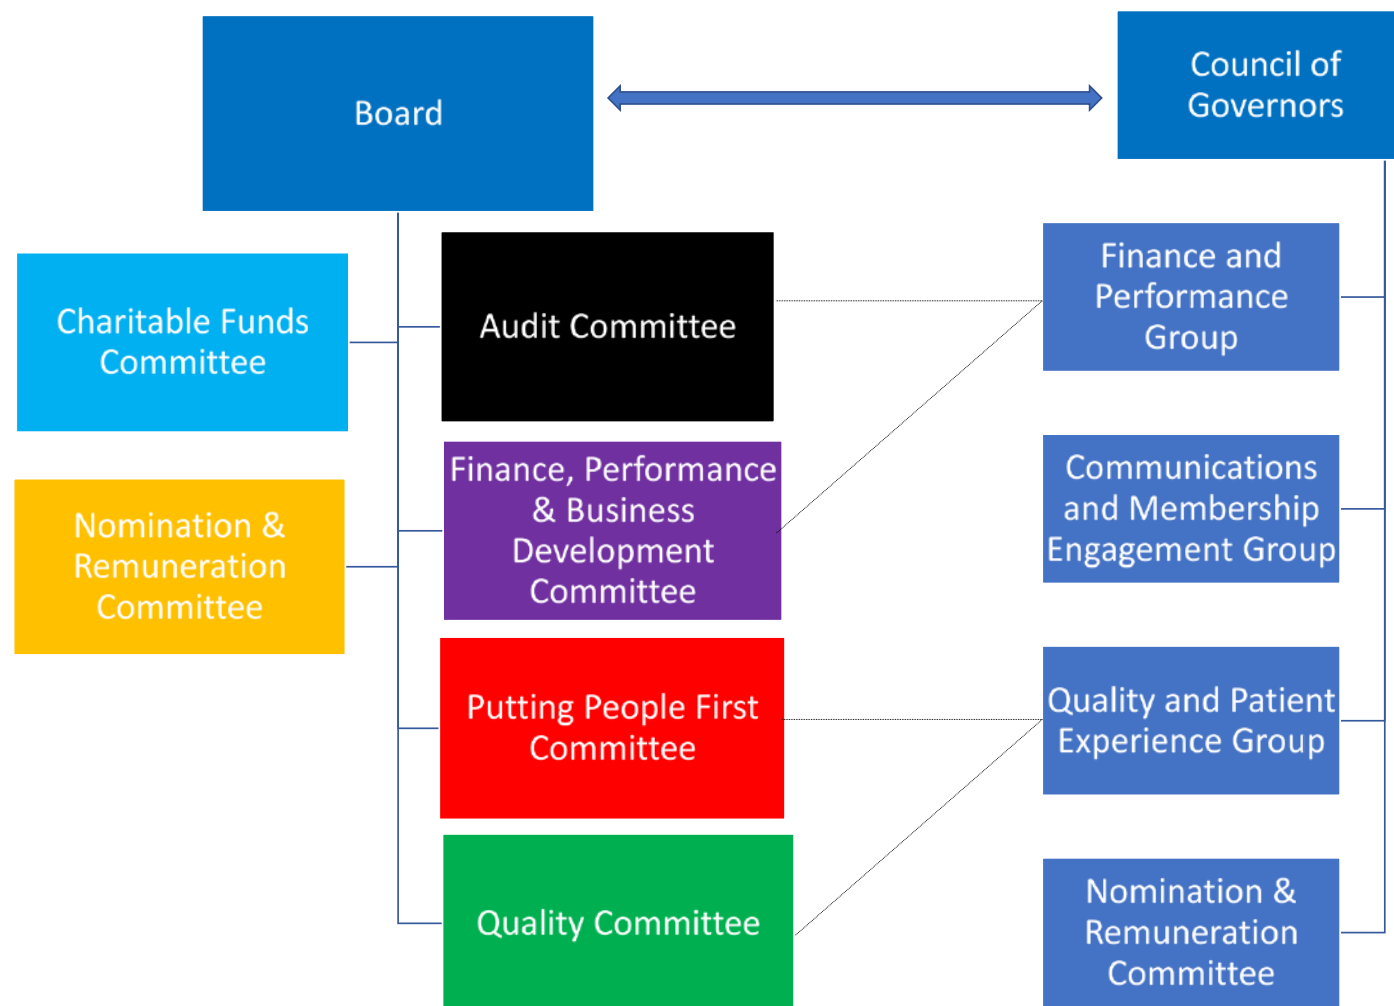 Board
Council of
Governors
Charitable Funds
Committee
Nomination &
Remuneration
Committee
Audit Committee
Finance, Performance
& Business
Development
Committee
Putting People First
Committee
Quality Committee
Finance and
Performance
Group
Communications
and Membership
Engagement Group
Quality and Patient
Experience Group
Nomination &
Remuneration
Committee